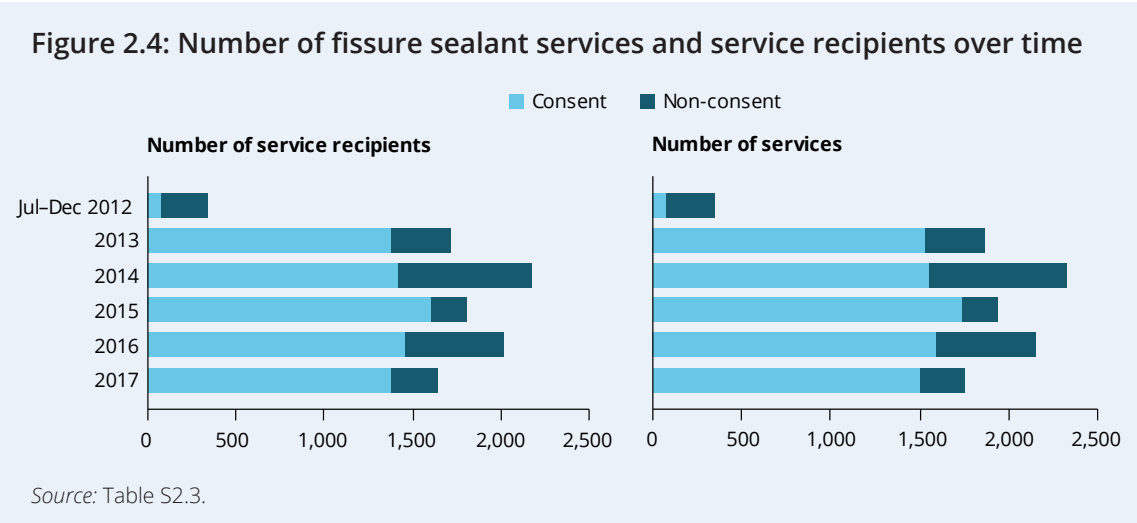 Figure 2.4: Number of fissure sealant services and service recipients over time
Consent Non-consent
Number of service recipients
Number of services
Jul–Dec 2012
2013
2014
2015
2016
2017
0 500 1,000 1,500 2,000 2,500
0 500 1,000 1,500 2,000 2,500
Source: Table S2.3.